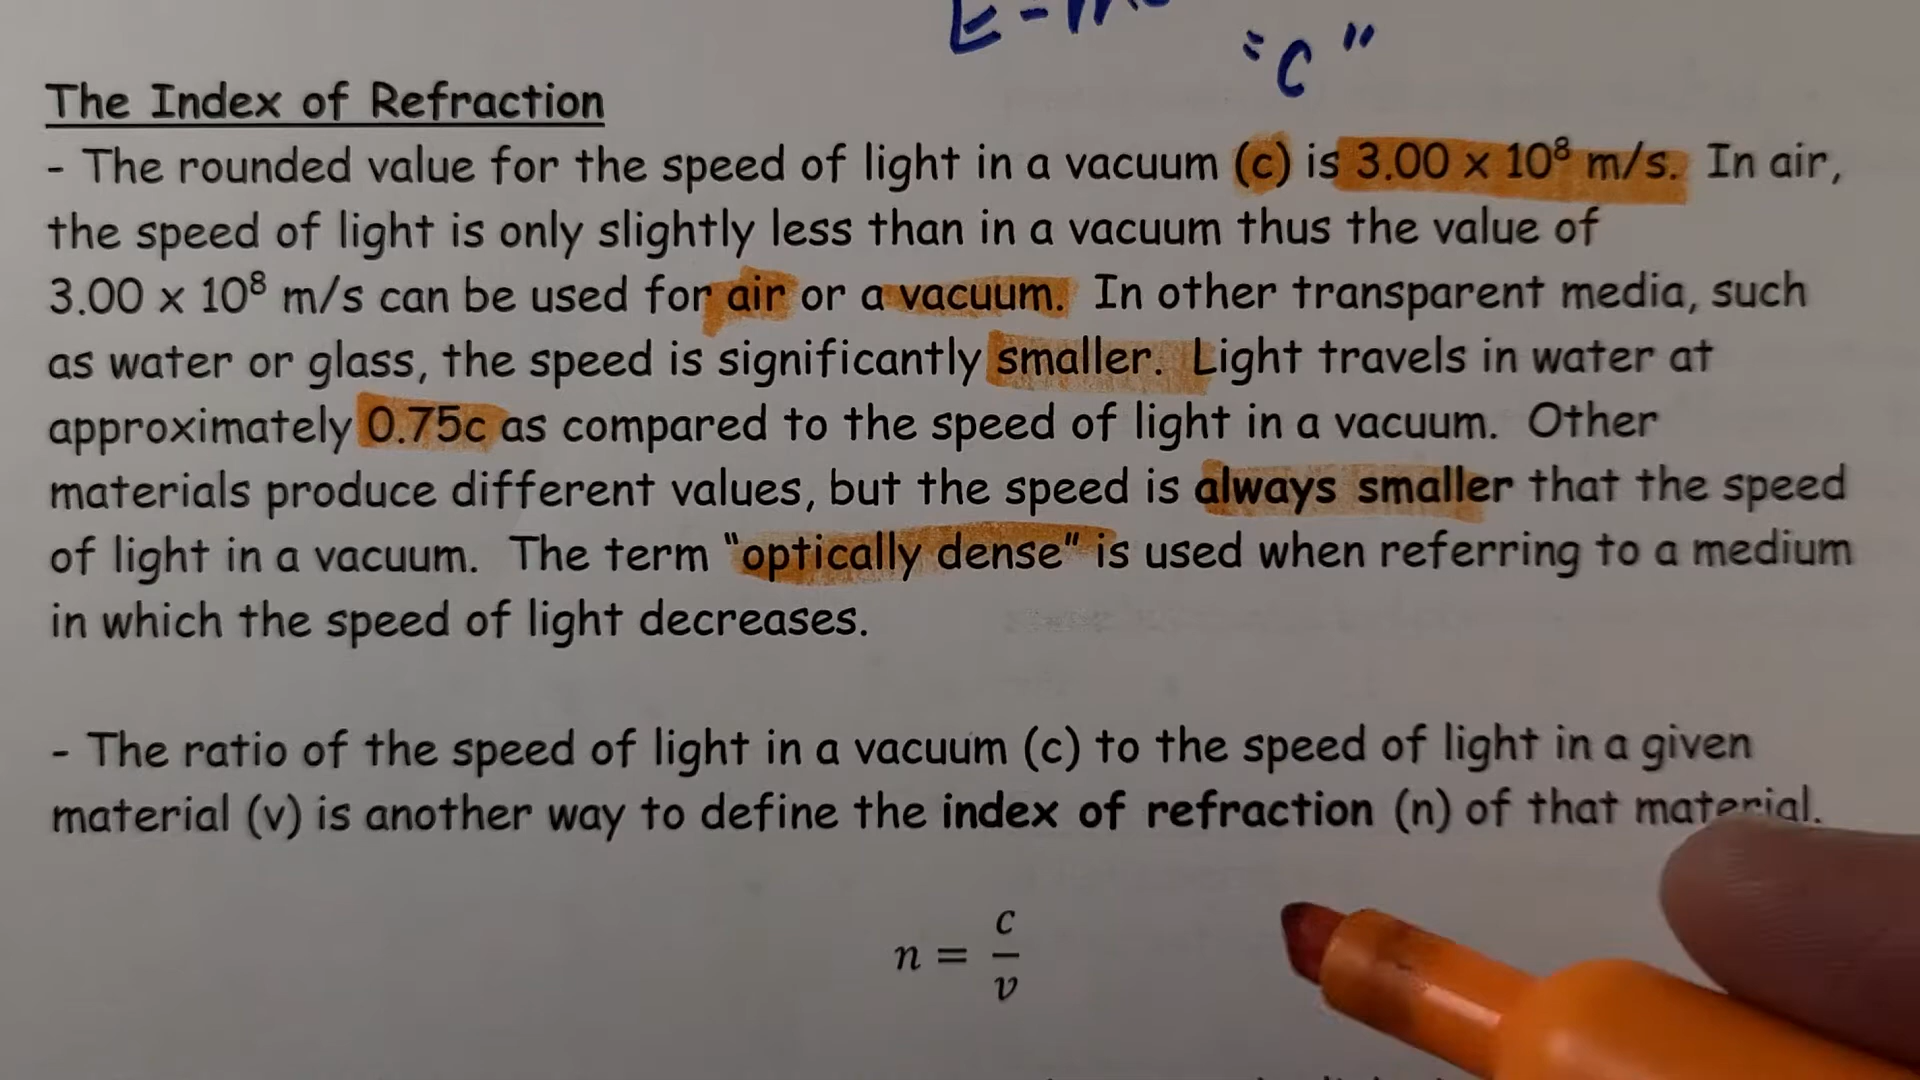 "C"
The Index of Refraction
- The rounded value for the speed of light in a vacuum (c) is 3.00 x 10⁸ m/s. In air,
the speed of light is only slightly less than in a vacuum thus the value of
3.00 x 10⁸ m/s can be used for air or a vacuum. In other transparent media, such
as water or glass, the speed is significantly smaller. Light travels in water at
approximately 0.75c as compared to the speed of light in a vacuum. Other
materials produce different values, but the speed is always smaller that the speed
of light in a vacuum. The term "optically dense" is used when referring to a medium
in which the speed of light decreases.
- The ratio of the speed of light in a vacuum (c) to the speed of light in a given
material (v) is another way to define the index of refraction (n) of that material.
n = c/v